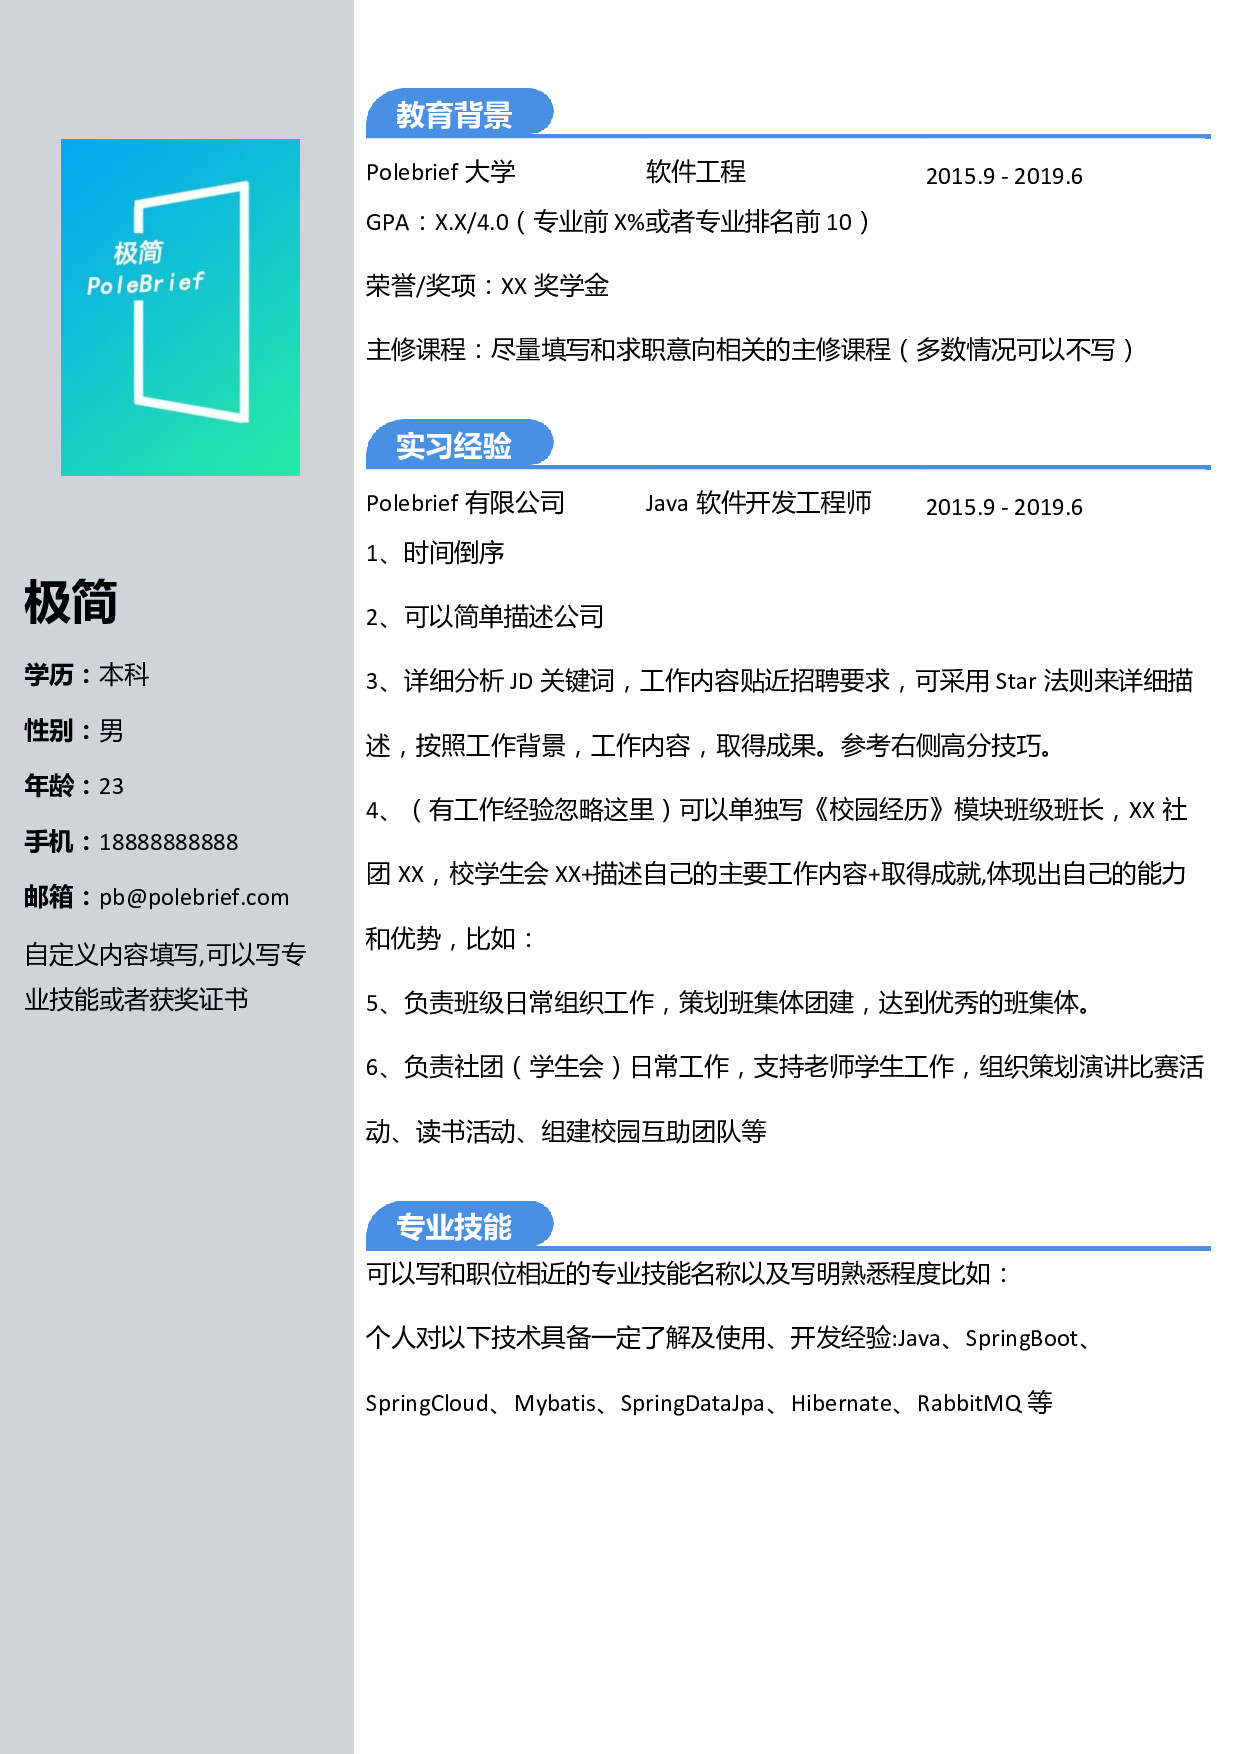 极简
PoleBrief
极简
学历：本科
性别：男
年龄：23
手机：18888888888
邮箱：pb@polebrief.com
自定义内容填写,可以写专
业技能或者获奖证书
教育背景
Polebrief 大学 软件工程 2015.9 - 2019.6
GPA：X.X/4.0（专业前 X%或者专业排名前 10）
荣誉/奖项：XX 奖学金
主修课程：尽量填写和求职意向相关的主修课程（多数情况可以不写）
实习经验
Polebrief 有限公司 Java 软件开发工程师 2015.9 - 2019.6
1、时间倒序
2、可以简单描述公司
3、详细分析 JD 关键词，工作内容贴近招聘要求，可采用 Star 法则来详细描
述，按照工作背景，工作内容，取得成果。参考右侧高分技巧。
4、（有工作经验忽略这里）可以单独写《校园经历》模块班级班长，XX 社
团 XX，校学生会 XX+描述自己的主要工作内容+取得成就,体现出自己的能力
和优势，比如：
5、负责班级日常组织工作，策划班集体团建，达到优秀的班集体。
6、负责社团（学生会）日常工作，支持老师学生工作，组织策划演讲比赛活
动、读书活动、组建校园互助团队等
专业技能
可以写和职位相近的专业技能名称以及写明熟悉程度比如：
个人对以下技术具备一定了解及使用、开发经验:Java、SpringBoot、
SpringCloud、Mybatis、SpringDataJpa、Hibernate、RabbitMQ 等